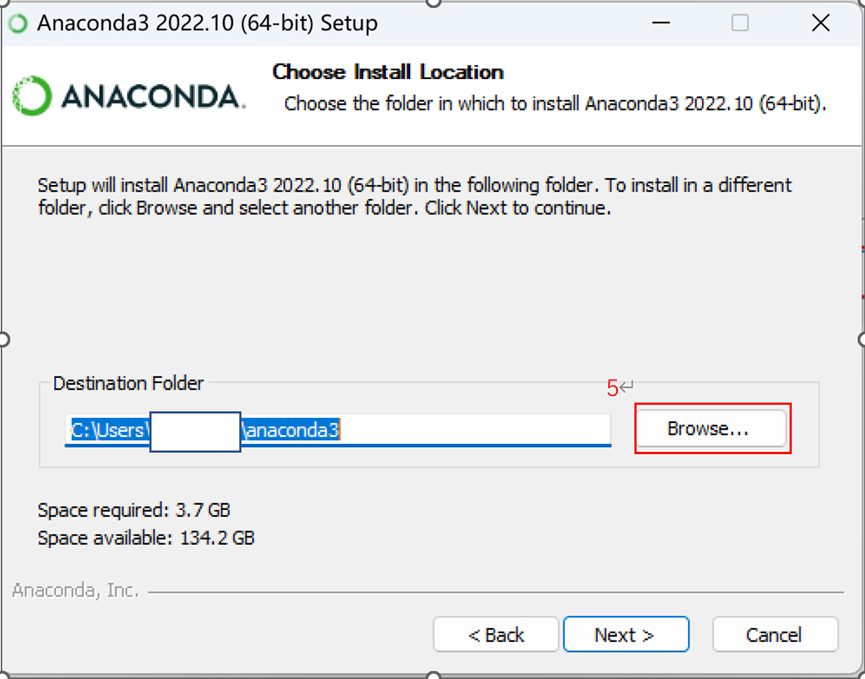 Anaconda3 2022.10 (64-bit) Setup
ANACONDA.
Choose Install Location
Choose the folder in which to install Anaconda3 2022.10 (64-bit).
Setup will install Anaconda3 2022.10 (64-bit) in the following folder. To install in a different
folder, click Browse and select another folder. Click Next to continue.
Destination Folder
5↵
C:\Users\ \anaconda3
Browse...
Space required: 3.7 GB
Space available: 134.2 GB
Anaconda, Inc.
< Back
Next >
Cancel